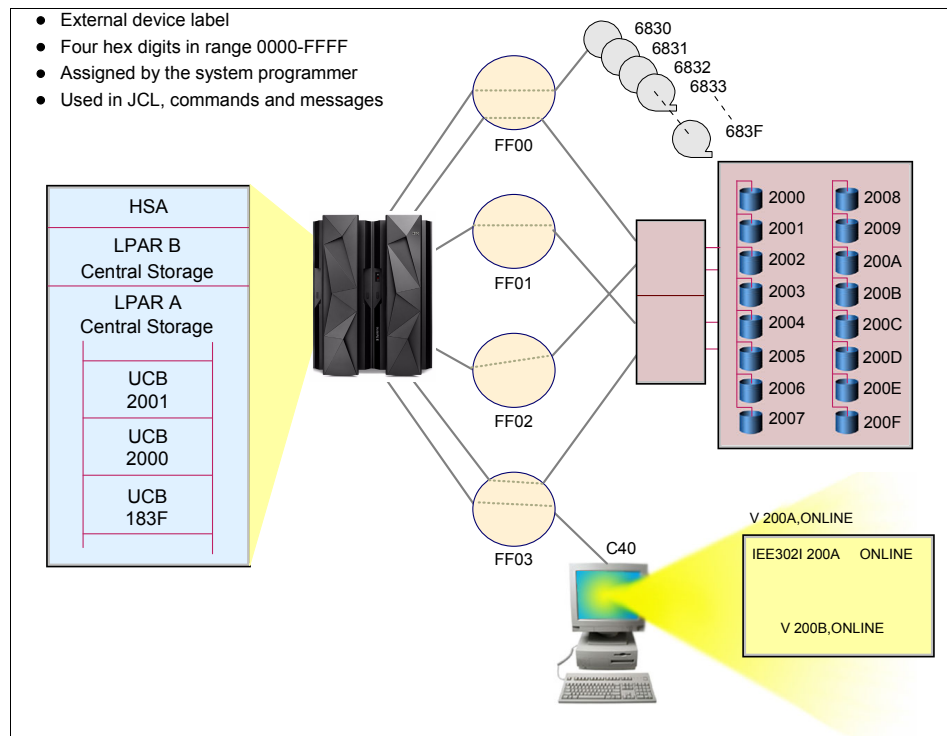 External device label
Four hex digits in range 0000-FFFF
Assigned by the system programmer
Used in JCL, commands and messages
6830
6831
6832
6833
683F
FF00
HSA
LPAR B
Central Storage
LPAR A
Central Storage
UCB
2001
UCB
2000
UCB
183F
FF01
FF02
FF03
2000
2001
2002
2003
2004
2005
2006
2007
2008
2009
200A
200B
200C
200D
200E
200F
C40
V 200A,ONLINE
IEE302I 200A ONLINE
V 200B,ONLINE